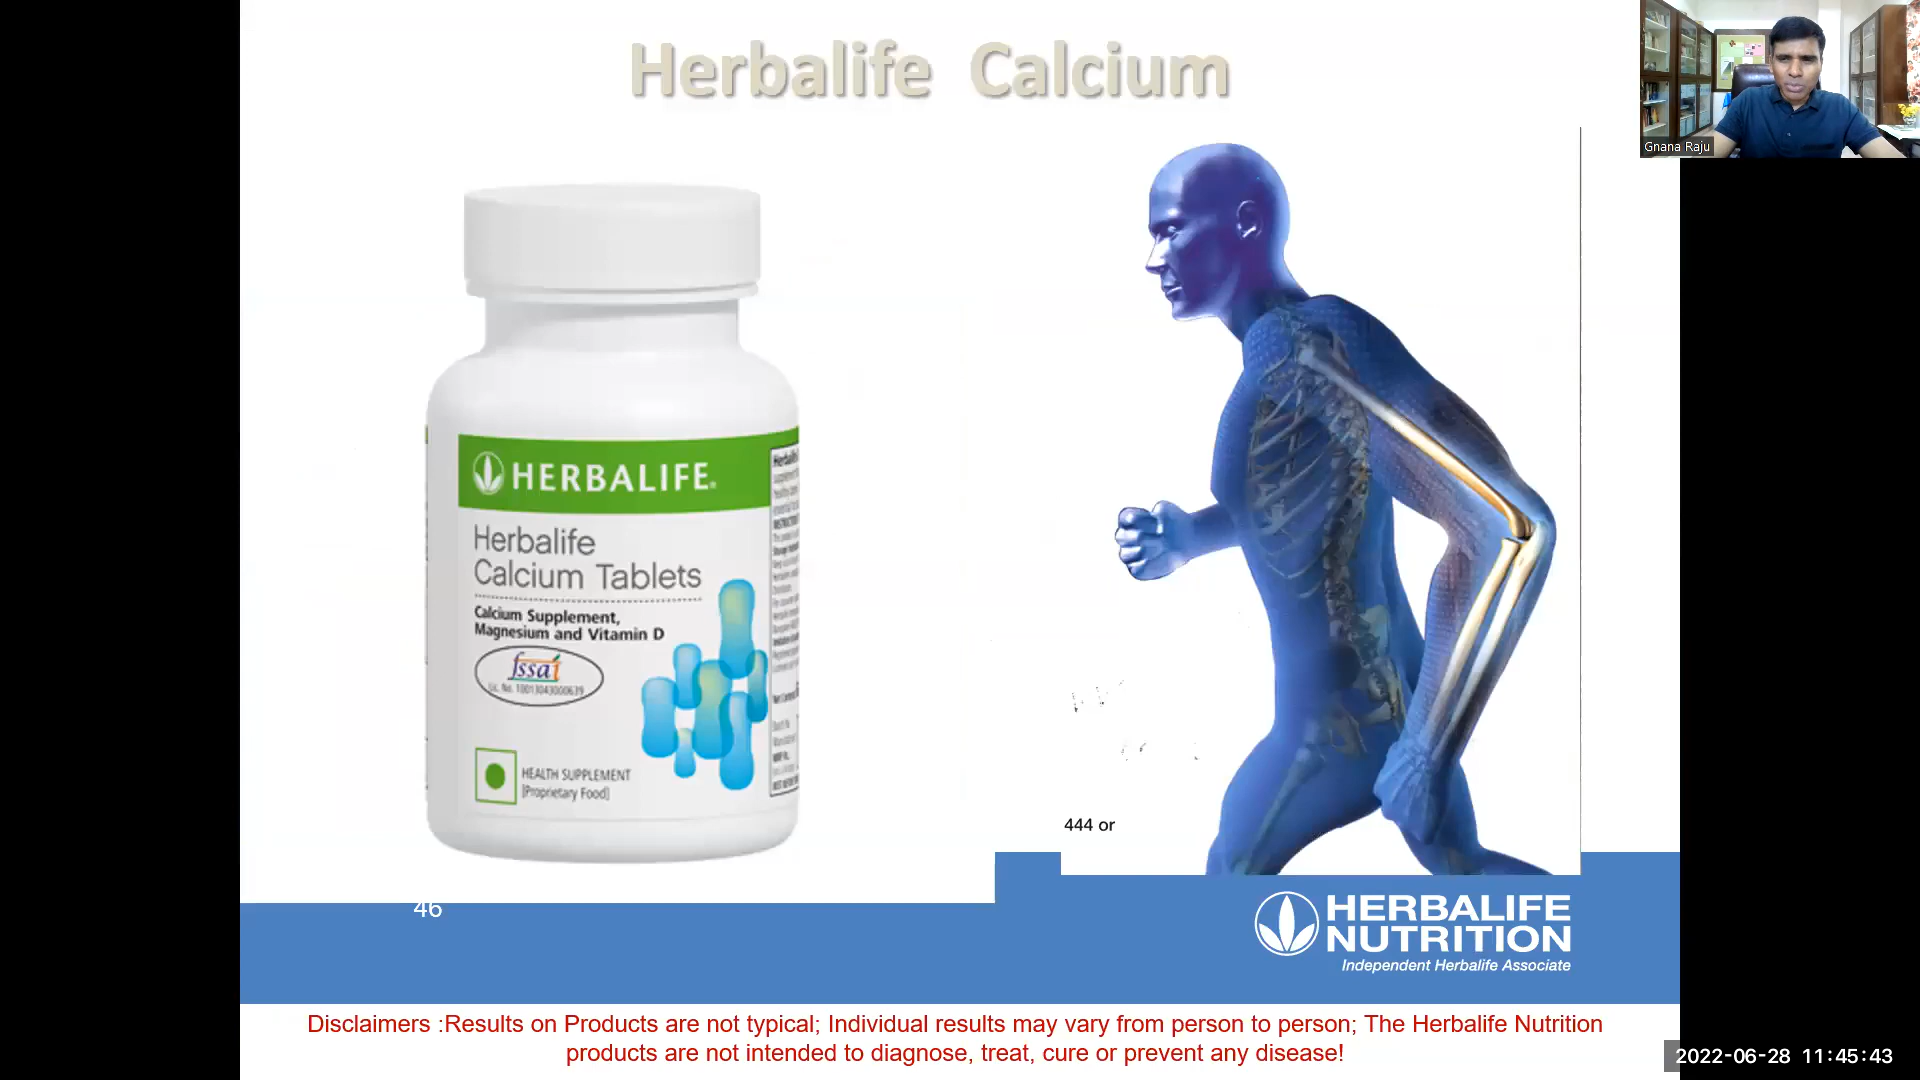 Herbalife Calcium
Gnana Raju
HERBALIFE®
Herbalife
Calcium Tablets
Calcium Supplement,
Magnesium and Vitamin D
fssai
Lic. No. 10013043000639
HEALTH SUPPLEMENT
[Proprietary Food]
444 or
46
HERBALIFE
NUTRITION
Independent Herbalife Associate
Disclaimers :Results on Products are not typical; Individual results may vary from person to person; The Herbalife Nutrition
products are not intended to diagnose, treat, cure or prevent any disease!
2022-06-28 11:45:43